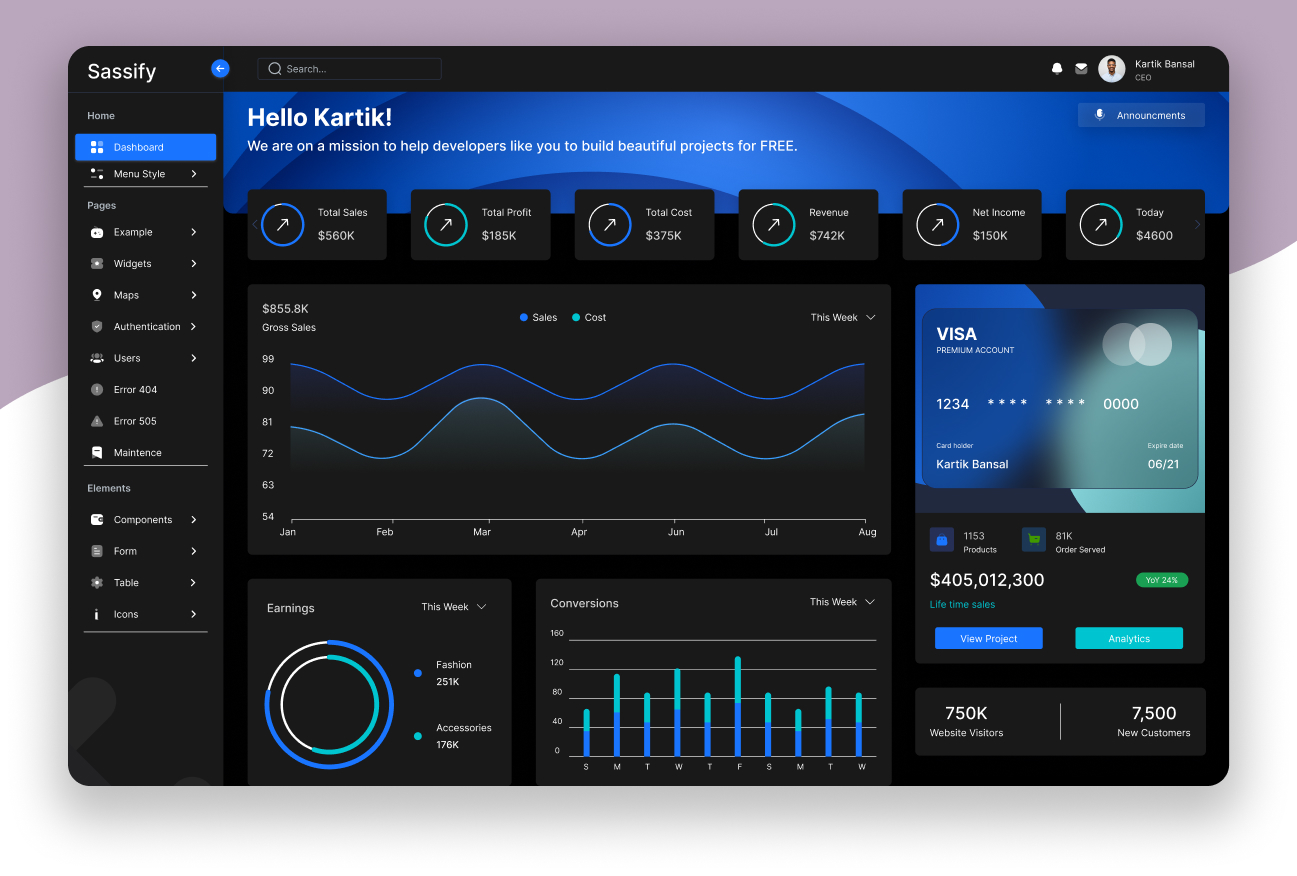 Sassify
Search...
Kartik Bansal
CEO
Home
Dashboard
Menu Style
Pages
Example
Widgets
Maps
Authentication
Users
Error 404
Error 505
Maintence
Elements
Components
Form
Table
Icons
Hello Kartik!
We are on a mission to help developers like you to build beautiful projects for FREE.
Announcments
Total Sales
$560K
Total Profit
$185K
Total Cost
$375K
Revenue
$742K
Net Income
$150K
Today
$4600
$855.8K
Gross Sales
Sales Cost
This Week
99
90
81
72
63
54
Jan Feb Mar Apr Jun Jul Aug
VISA
PREMIUM ACCOUNT
1234 **** **** 0000
Card holder Expire date
Kartik Bansal 06/21
1153
Products
81K
Order Served
$405,012,300
YoY 24%
Life time sales
View Project
Analytics
Earnings
This Week
Fashion
251K
Accessories
176K
Conversions
This Week
160
120
80
40
0
S M T W T F S M T W
750K
Website Visitors
7,500
New Customers